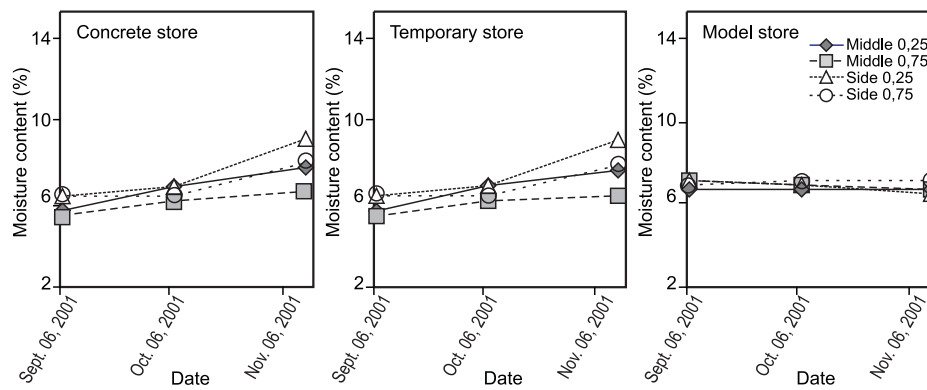 Concrete store
Moisture content (%)
14
10
6
2
Sept. 06, 2001
Oct. 06, 2001
Nov. 06, 2001
Date
Temporary store
Moisture content (%)
14
10
6
2
Sept. 06, 2001
Oct. 06, 2001
Nov. 06, 2001
Date
Model store
Middle 0,25
Middle 0,75
Side 0,25
Side 0,75
Moisture content (%)
14
10
6
2
Sept. 06, 2001
Oct. 06, 2001
Nov. 06, 2001
Date